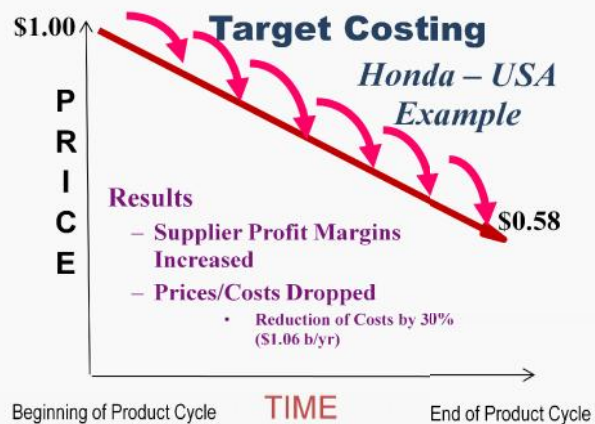 $1.00
Target Costing
Honda – USA
Example
P
R
I
C
E
Results
– Supplier Profit Margins
Increased
– Prices/Costs Dropped
• Reduction of Costs by 30%
($1.06 b/yr)
$0.58
Beginning of Product Cycle
TIME
End of Product Cycle